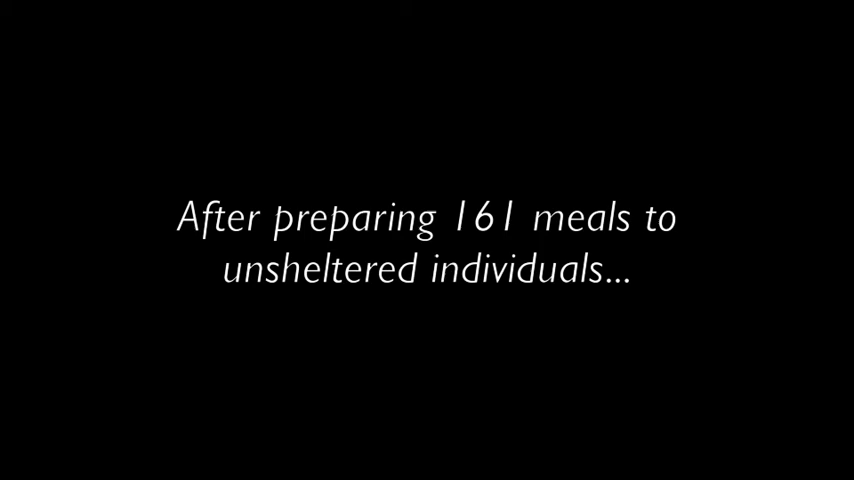 After preparing 161 meals to
unsheltered individuals...